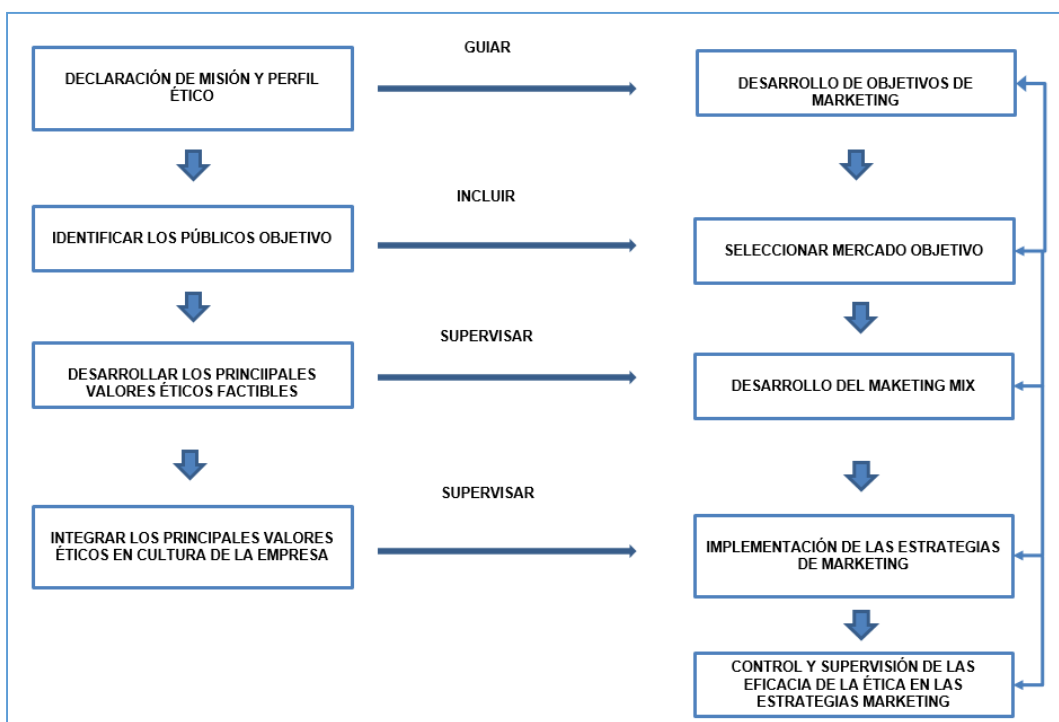 GUIAR
DECLARACIÓN DE MISIÓN Y PERFIL
ÉTICO
DESARROLLO DE OBJETIVOS DE
MARKETING
INCLUIR
IDENTIFICAR LOS PÚBLICOS OBJETIVO
SELECCIONAR MERCADO OBJETIVO
SUPERVISAR
DESARROLLAR LOS PRINCIIPALES
VALORES ÉTICOS FACTIBLES
DESARROLLO DEL MAKETING MIX
SUPERVISAR
INTEGRAR LOS PRINCIPALES VALORES
ÉTICOS EN CULTURA DE LA EMPRESA
IMPLEMENTACIÓN DE LAS ESTRATEGIAS
DE MARKETING
CONTROL Y SUPERVISIÓN DE LAS
EFICACIA DE LA ÉTICA EN LAS
ESTRATEGIAS MARKETING